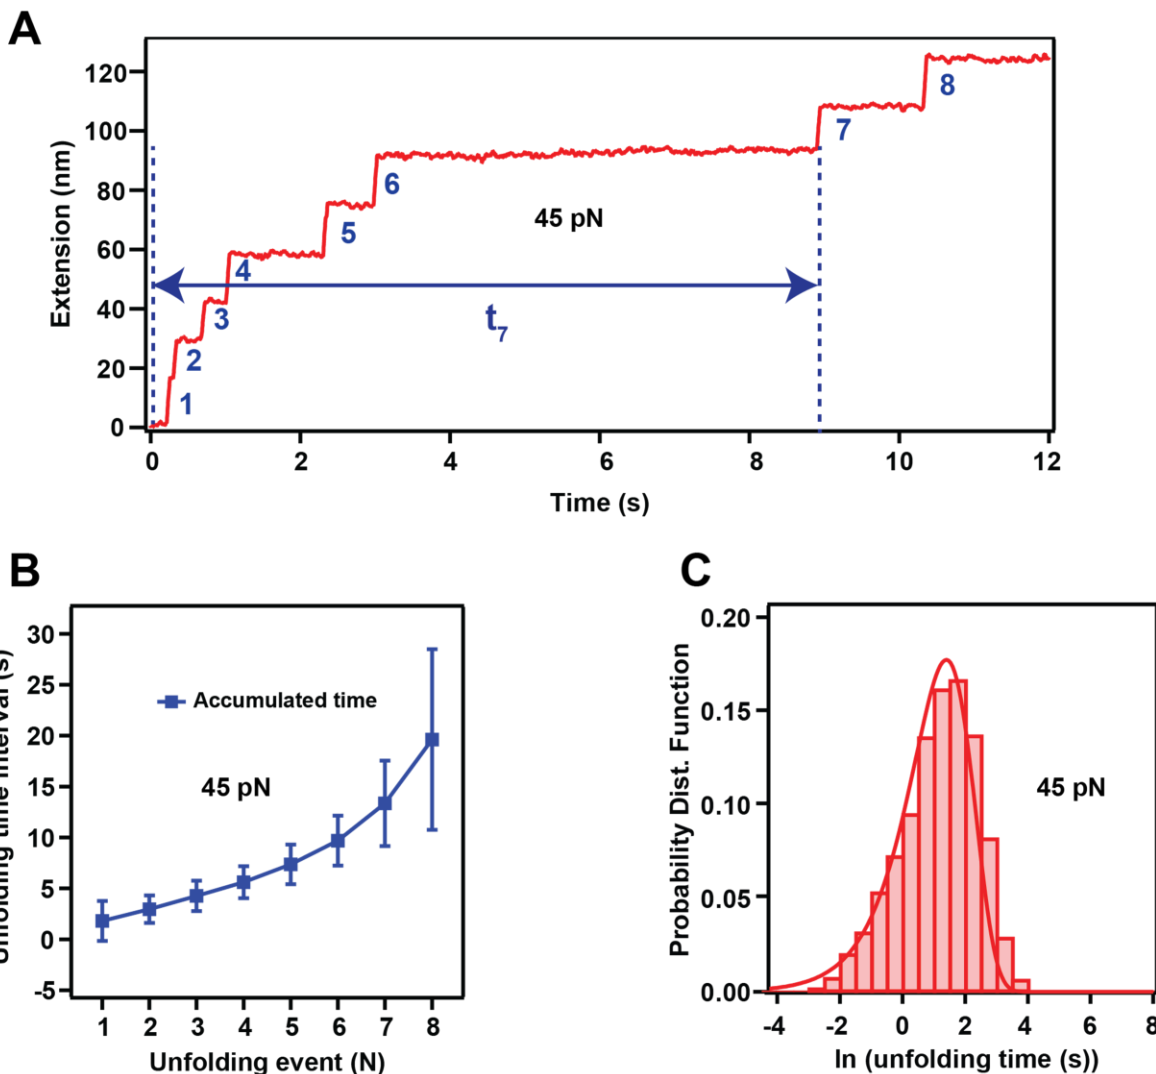 A
Extension (nm)
120
100
80
60
40
20
0
1
2
3
4
5
6
7
8
45 pN
t7
0 2 4 6 8 10 12
Time (s)
B
Unfolding time interval (s)
30
25
20
15
10
5
0
-5
Accumulated time
45 pN
1 2 3 4 5 6 7 8
Unfolding event (N)
C
Probability Dist. Function
0.20
0.15
0.10
0.05
0.00
45 pN
-4 -2 0 2 4 6 8
ln (unfolding time (s))